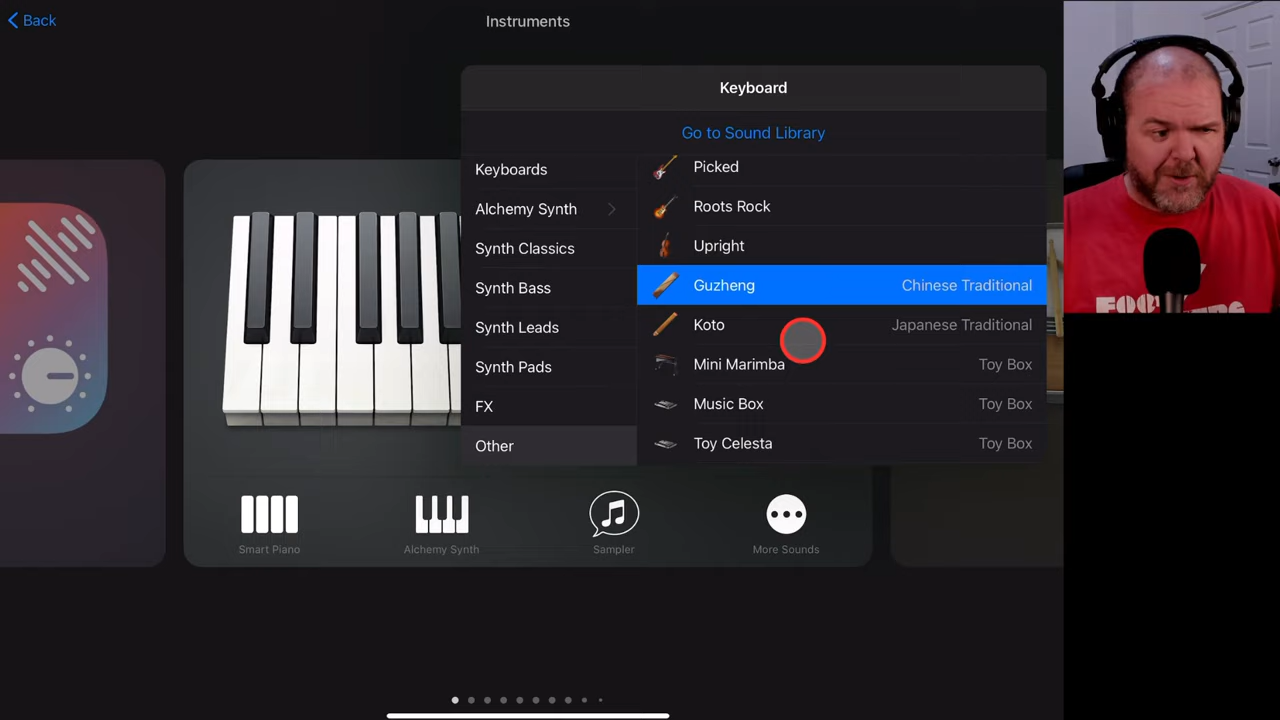 Back
Instruments
Keyboard
Go to Sound Library
Keyboards
Alchemy Synth
Synth Classics
Synth Bass
Synth Leads
Synth Pads
FX
Other
Picked
Roots Rock
Upright
Guzheng Chinese Traditional
Koto Japanese Traditional
Mini Marimba Toy Box
Music Box Toy Box
Toy Celesta Toy Box
Smart Piano
Alchemy Synth
Sampler
More Sounds